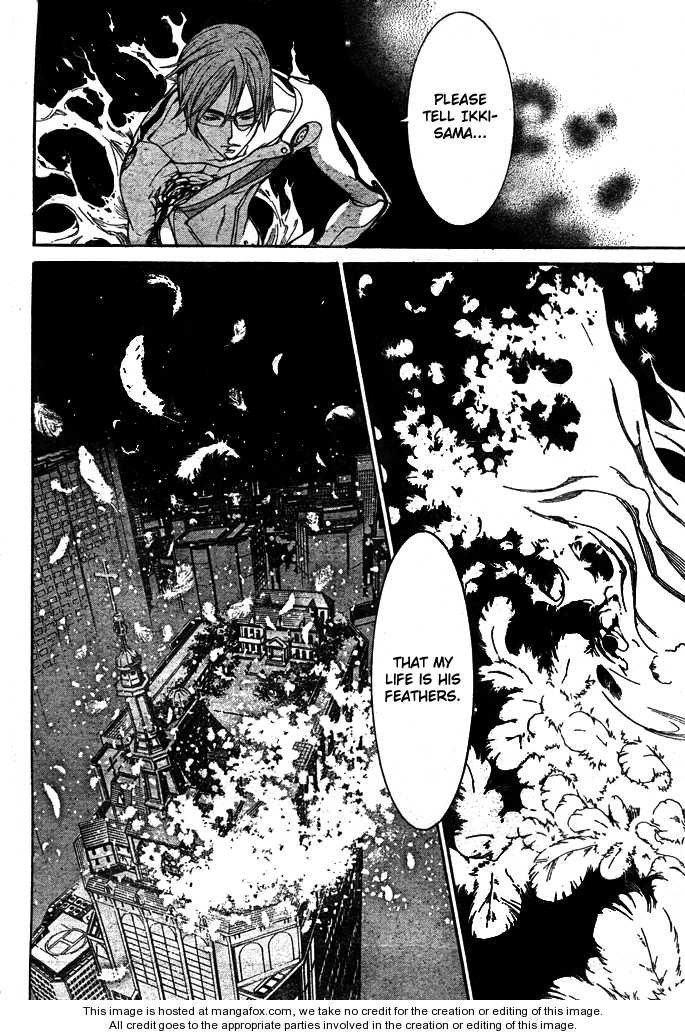 PLEASE
TELL IKKI-
SAMA...
THAT MY
LIFE IS HIS
FEATHERS.
This image is hosted at mangafox.com, we take no credit for the creation or editing of this image.
All credit goes to the appropriate parties involved in the creation or editing of this image.